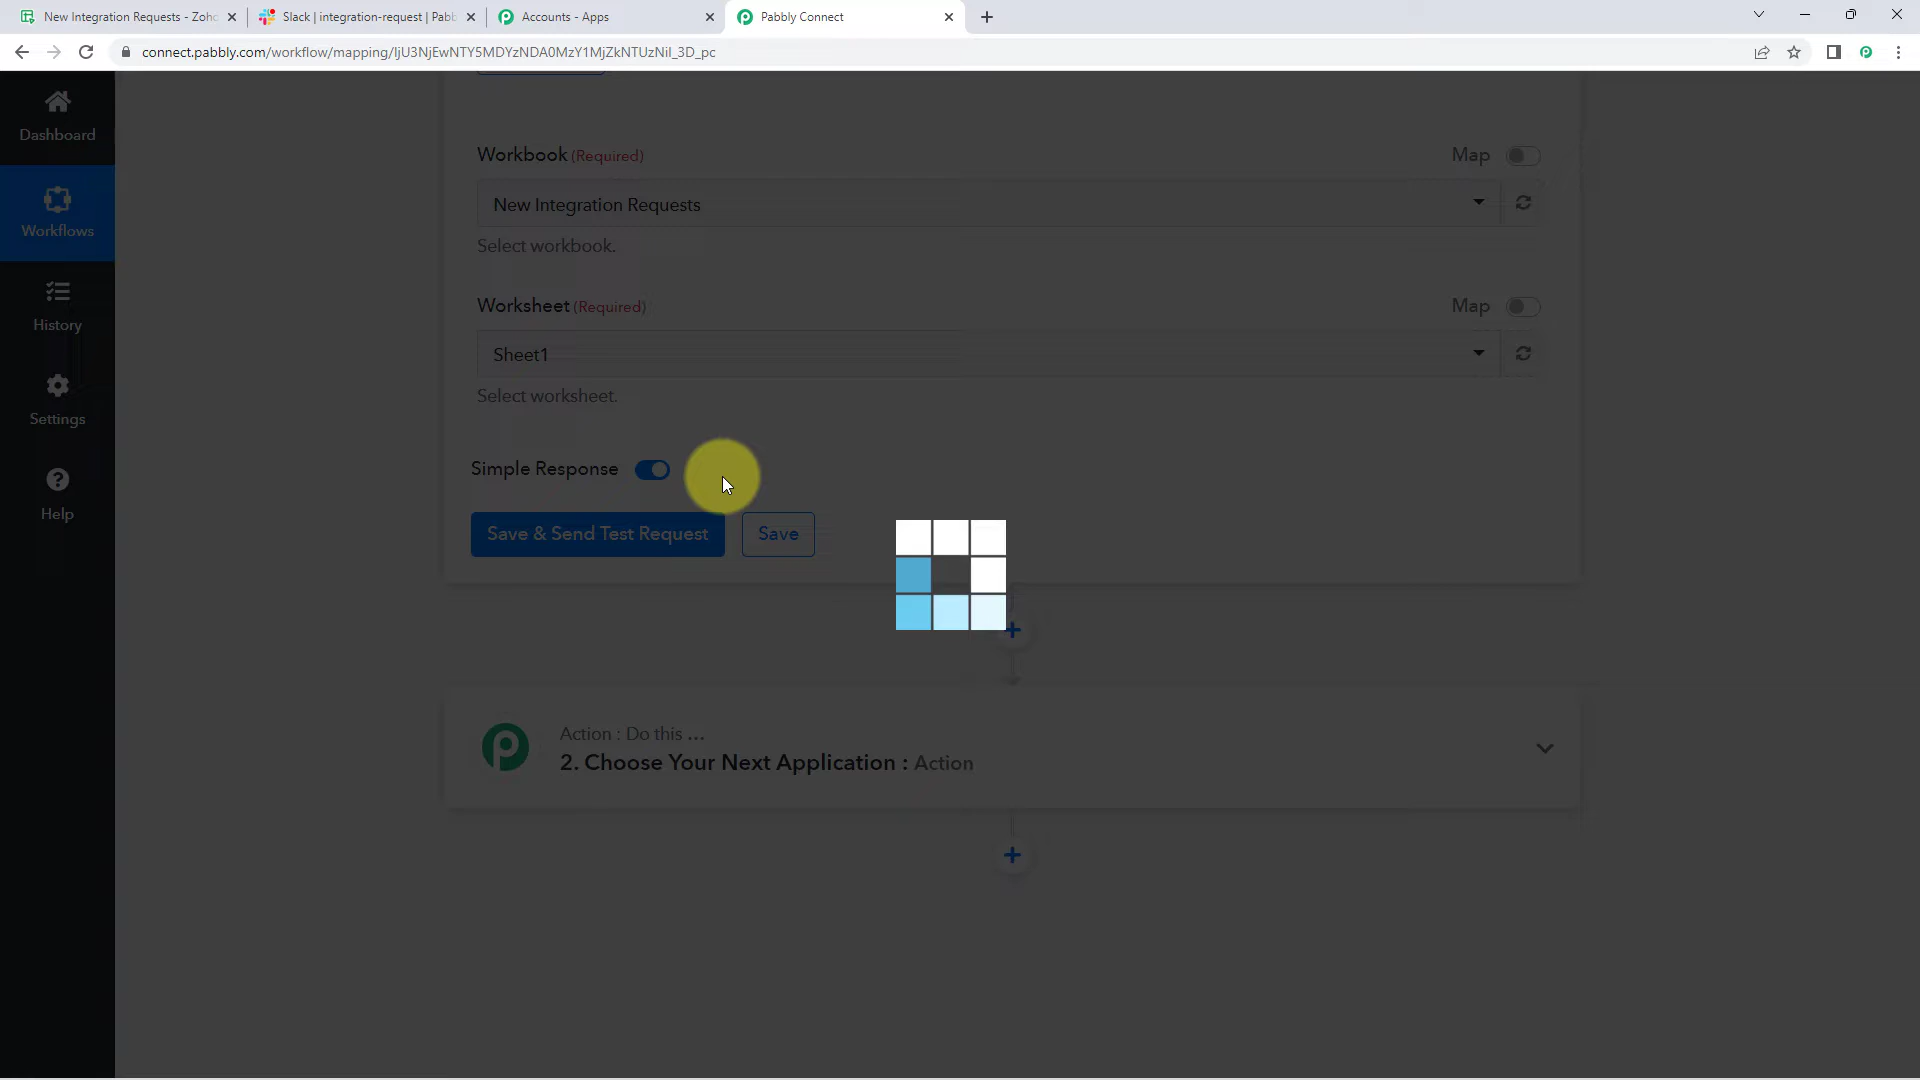 New Integration Requests - Zoho
Slack | integration-request | Pabb
Accounts - Apps
Pabbly Connect
connect.pabbly.com/workflow/mapping/IjU3NjEwNTY5MDYzNDA0MzY1MjZkNTUzNiI_3D_pc
Dashboard
Workflows
History
Settings
Help
Workbook (Required)
Map
New Integration Requests
Select workbook.
Worksheet (Required)
Map
Sheet1
Select worksheet.
Simple Response
Save & Send Test Request
Save
Action : Do this ...
2. Choose Your Next Application : Action